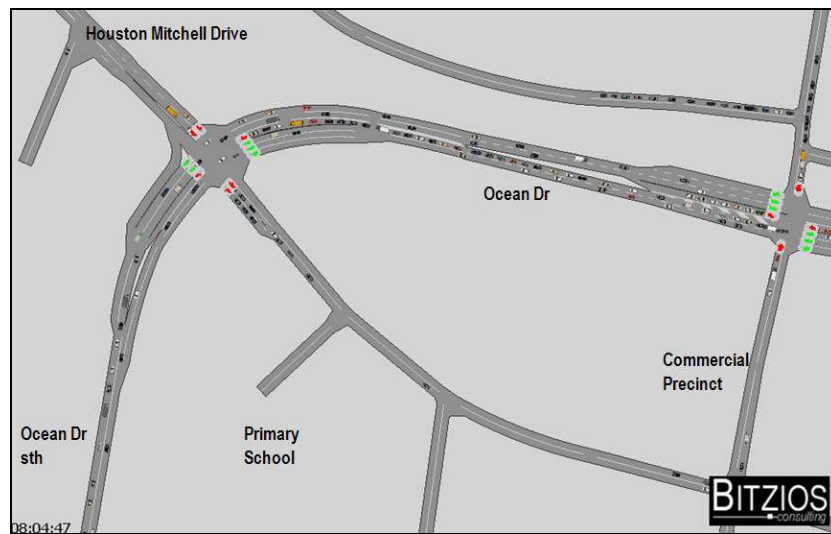 Houston Mitchell Drive
Ocean Dr
Commercial
Precinct
Ocean Dr
sth
Primary
School
BITZIOS
consulting
08:04:47